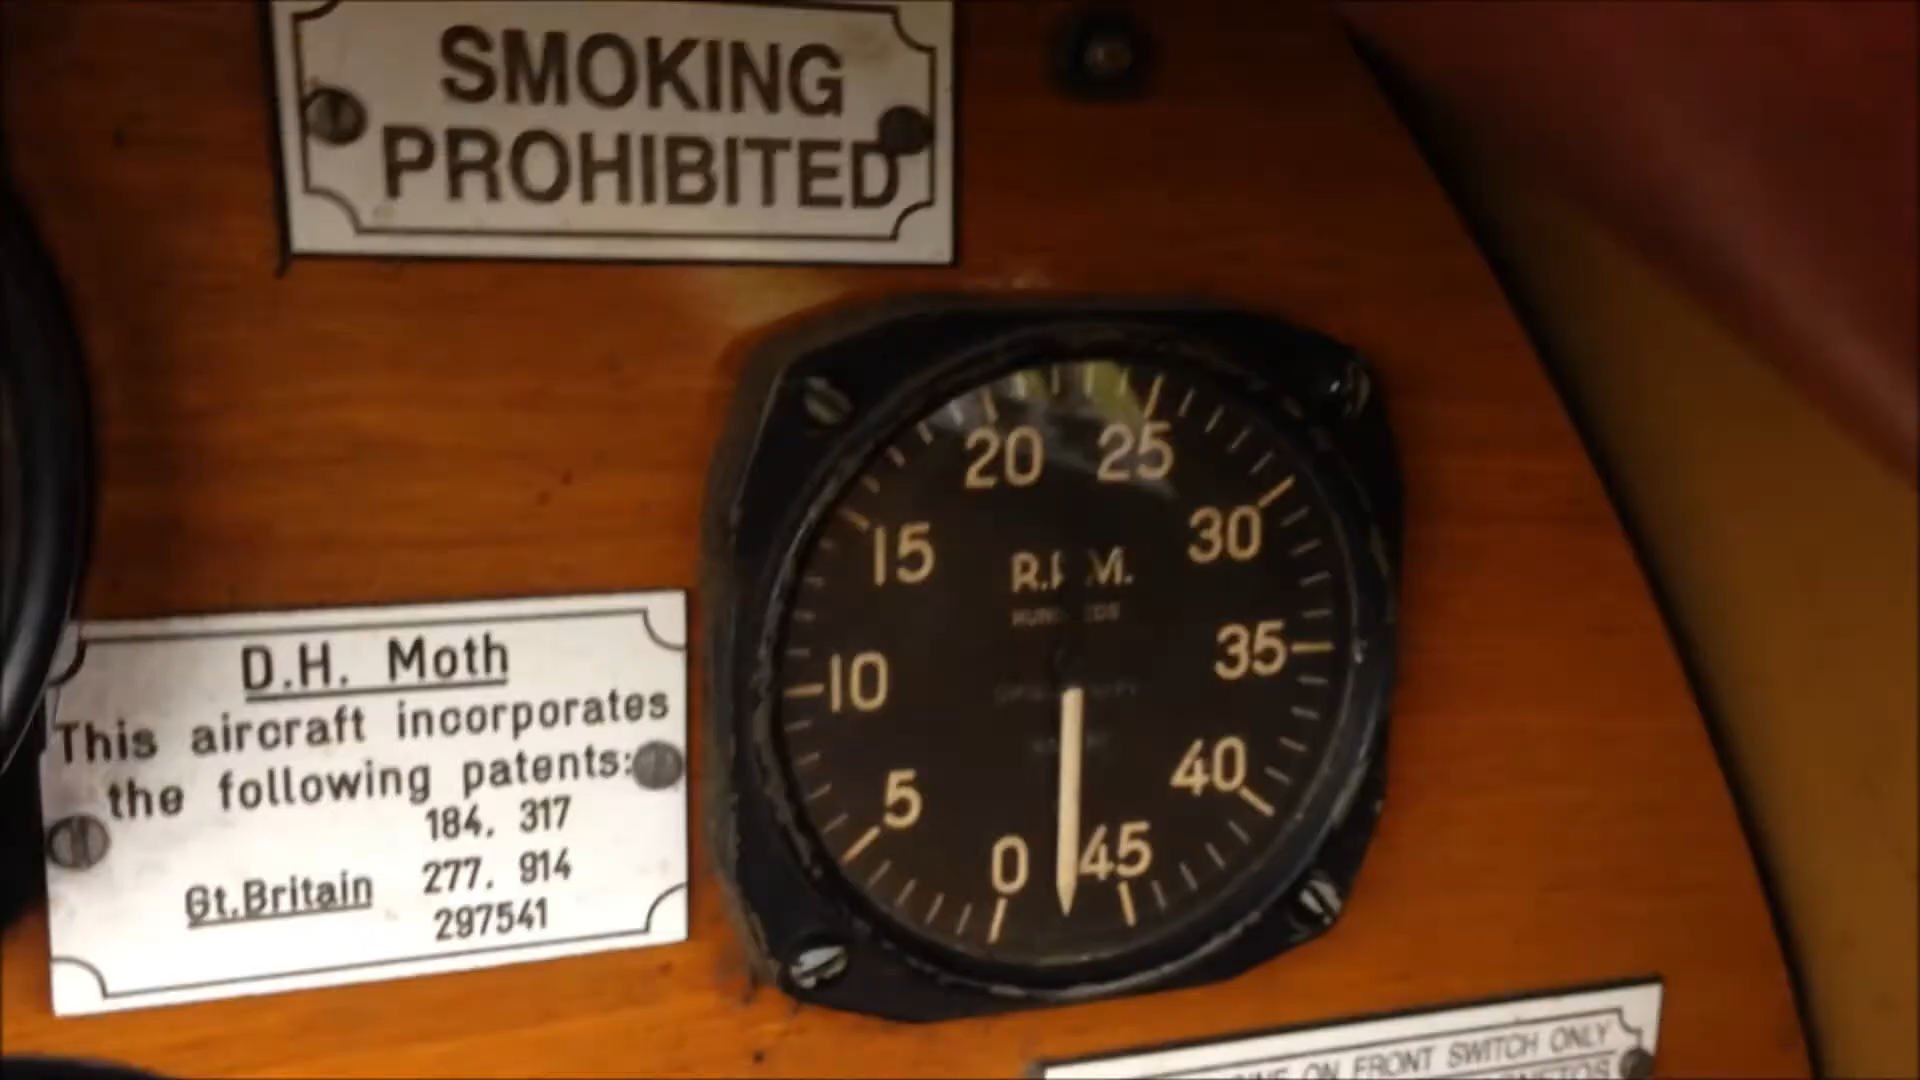 SMOKING
PROHIBITED
20 25
15 30
R.P.M.
10 35
5 40
0 45
D.H. Moth
This aircraft incorporates
the following patents:
184. 317
Gt.Britain 277. 914
297541
ON FRONT SWITCH ONLY